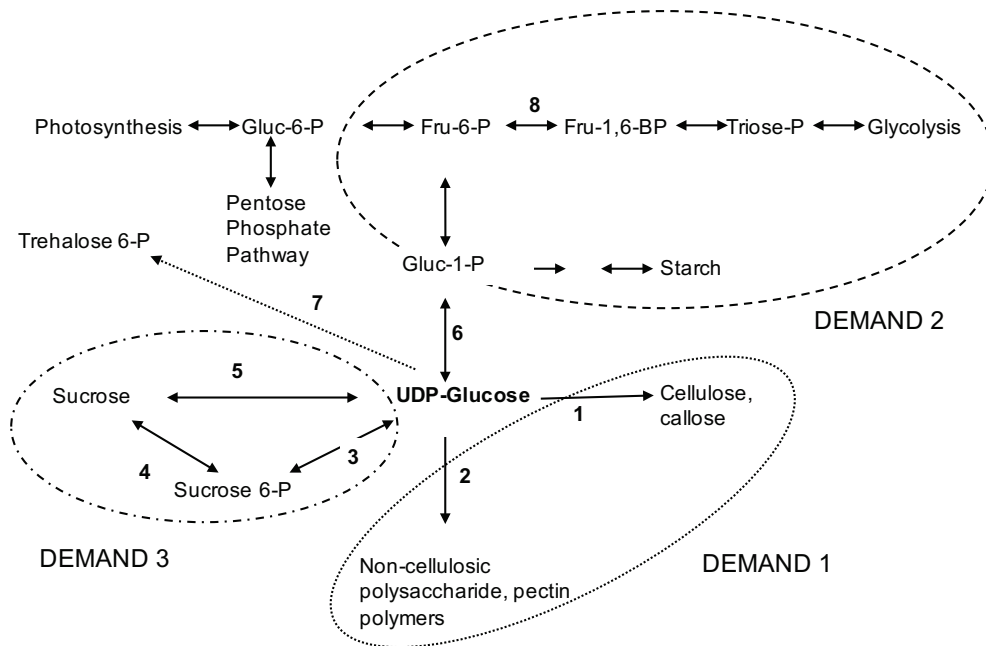 8
Photosynthesis Gluc-6-P Fru-6-P Fru-1,6-BP Triose-P Glycolysis
Pentose
Phosphate
Pathway
Trehalose 6-P
Gluc-1-P Starch
7
6
DEMAND 2
5
Sucrose UDP-Glucose Cellulose,
callose
1
3
2
4
Sucrose 6-P
DEMAND 3
DEMAND 1
Non-cellulosic
polysaccharide, pectin
polymers